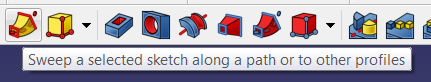 Sweep a selected sketch along a path or to other profiles